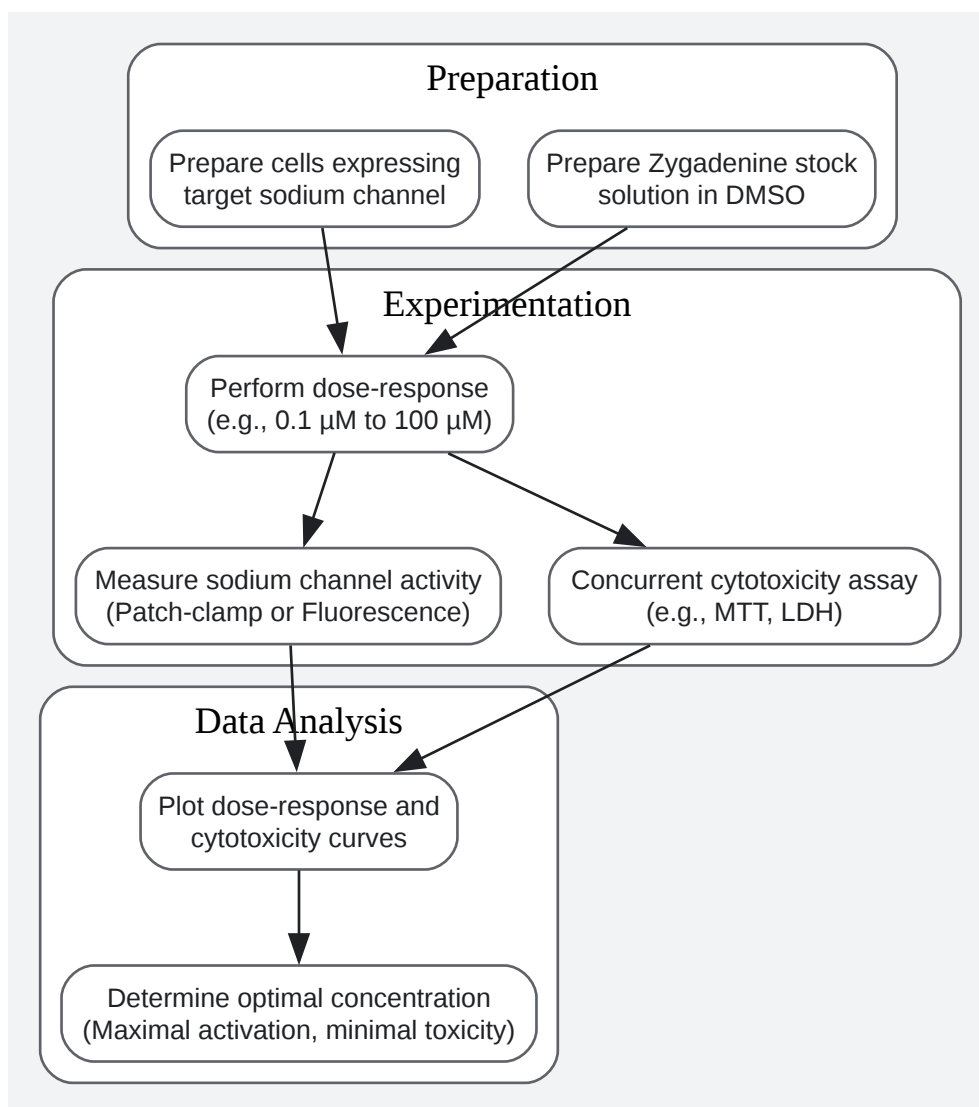 Preparation
Prepare cells expressing
target sodium channel
Prepare Zygadenine stock
solution in DMSO
Experimentation
Perform dose-response
(e.g., 0.1 µM to 100 µM)
Measure sodium channel activity
(Patch-clamp or Fluorescence)
Concurrent cytotoxicity assay
(e.g., MTT, LDH)
Data Analysis
Plot dose-response and
cytotoxicity curves
Determine optimal concentration
(Maximal activation, minimal toxicity)